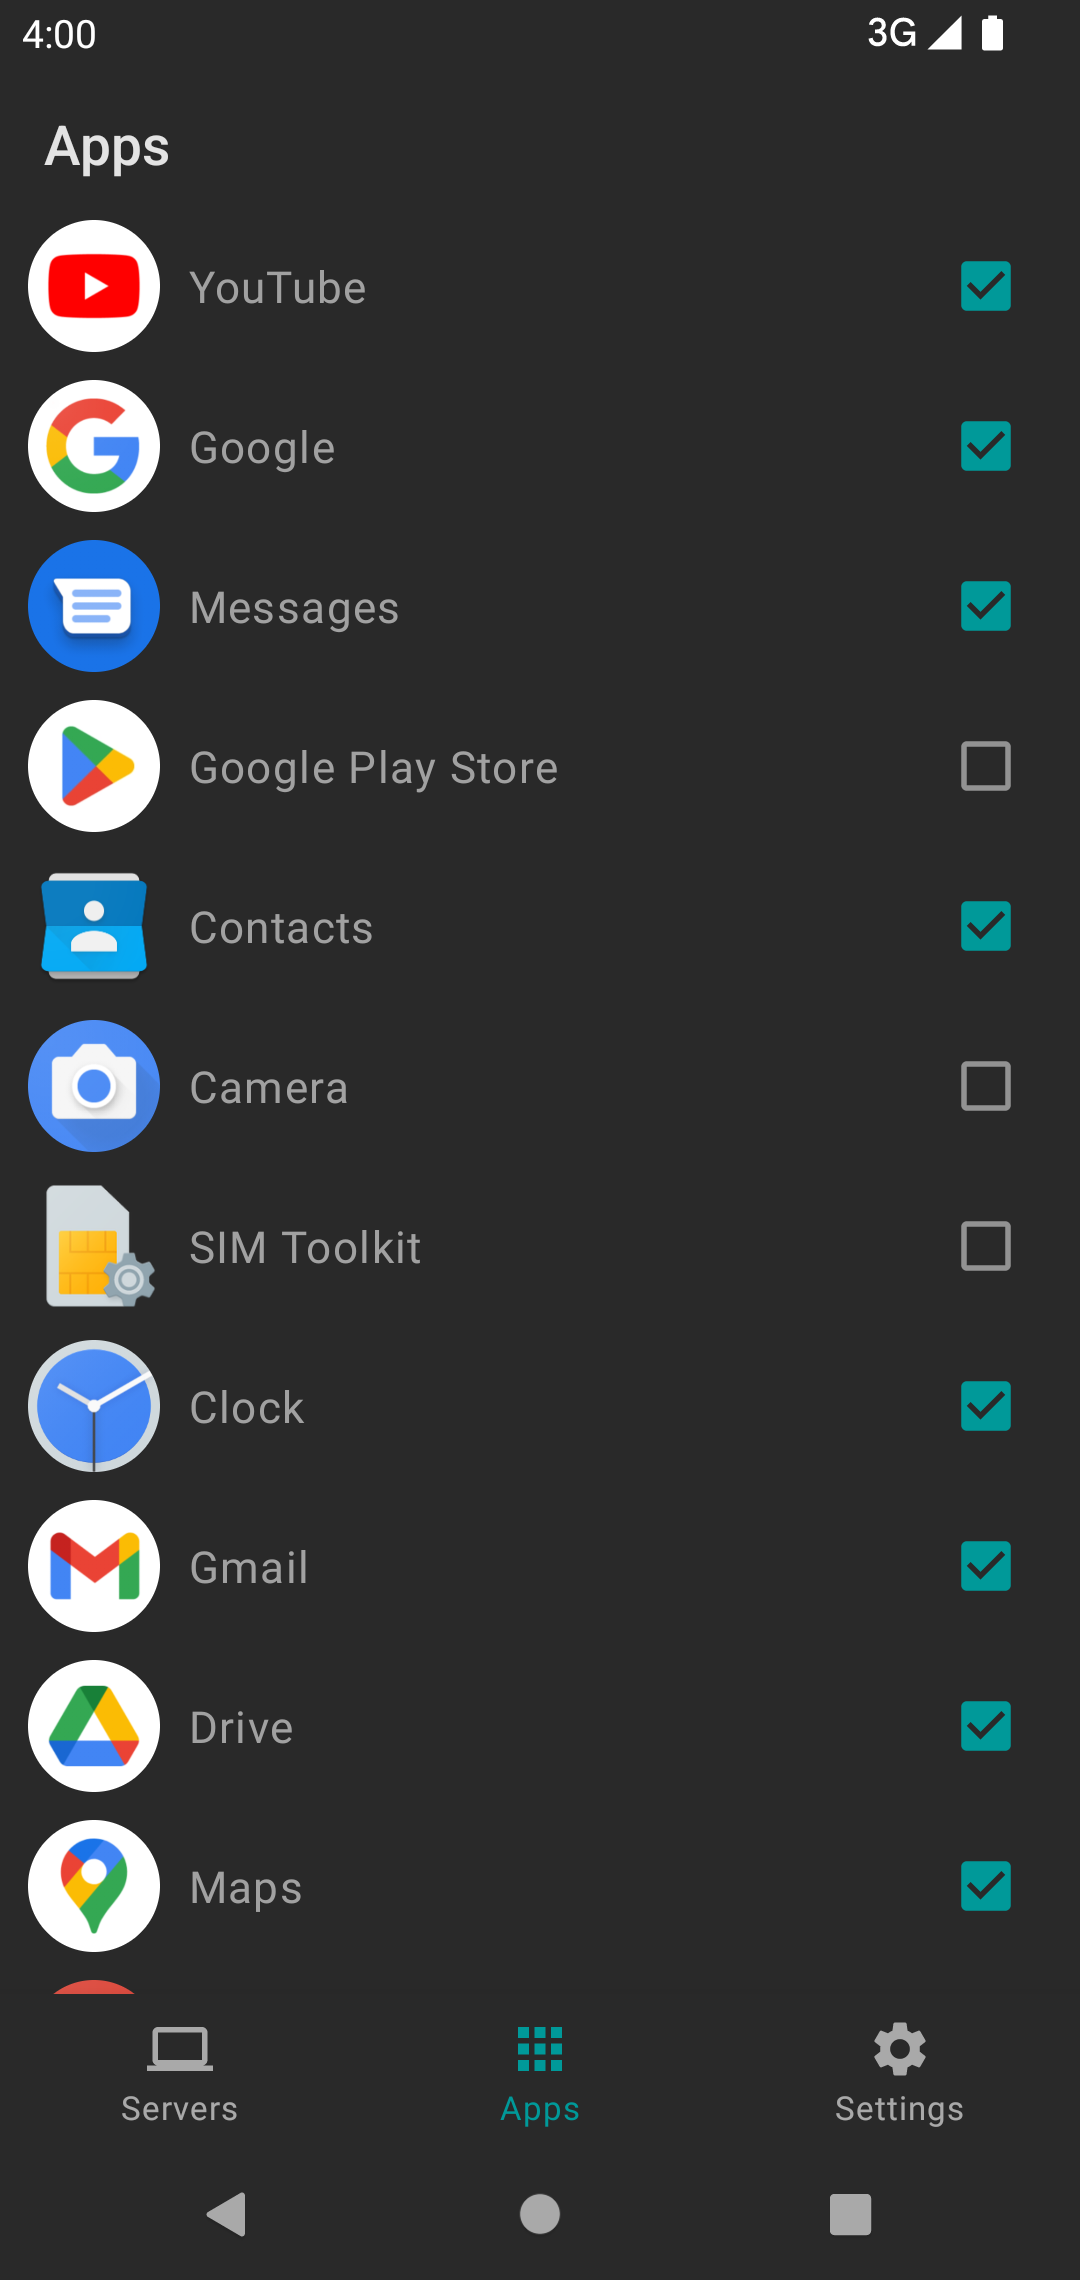 4:00 3G
Apps
YouTube
Google
Messages
Google Play Store
Contacts
Camera
SIM Toolkit
Clock
Gmail
Drive
Maps
Servers Apps Settings